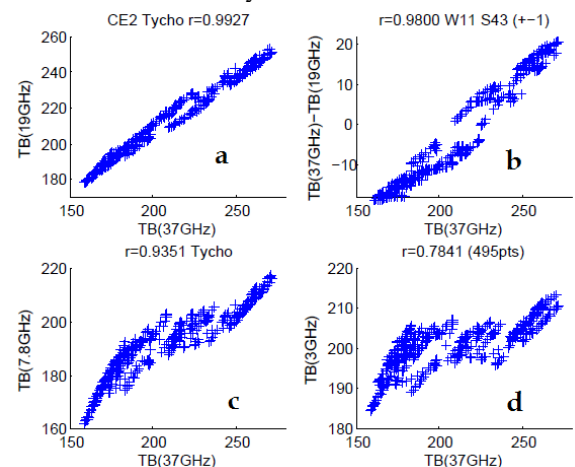 CE2 Tycho r=0.9927
260
240
220
200
180
TB(19GHz)
a
150 200 250
TB(37GHz)
r=0.9800 W11 S43 (+−1)
20
10
0
−10
TB(37GHz)−TB(19GHz)
b
150 200 250
TB(37GHz)
r=0.9351 Tycho
220
200
180
160
TB(7.8GHz)
c
150 200 250
TB(37GHz)
r=0.7841 (495pts)
220
210
200
190
180
TB(3GHz)
d
150 200 250
TB(37GHz)